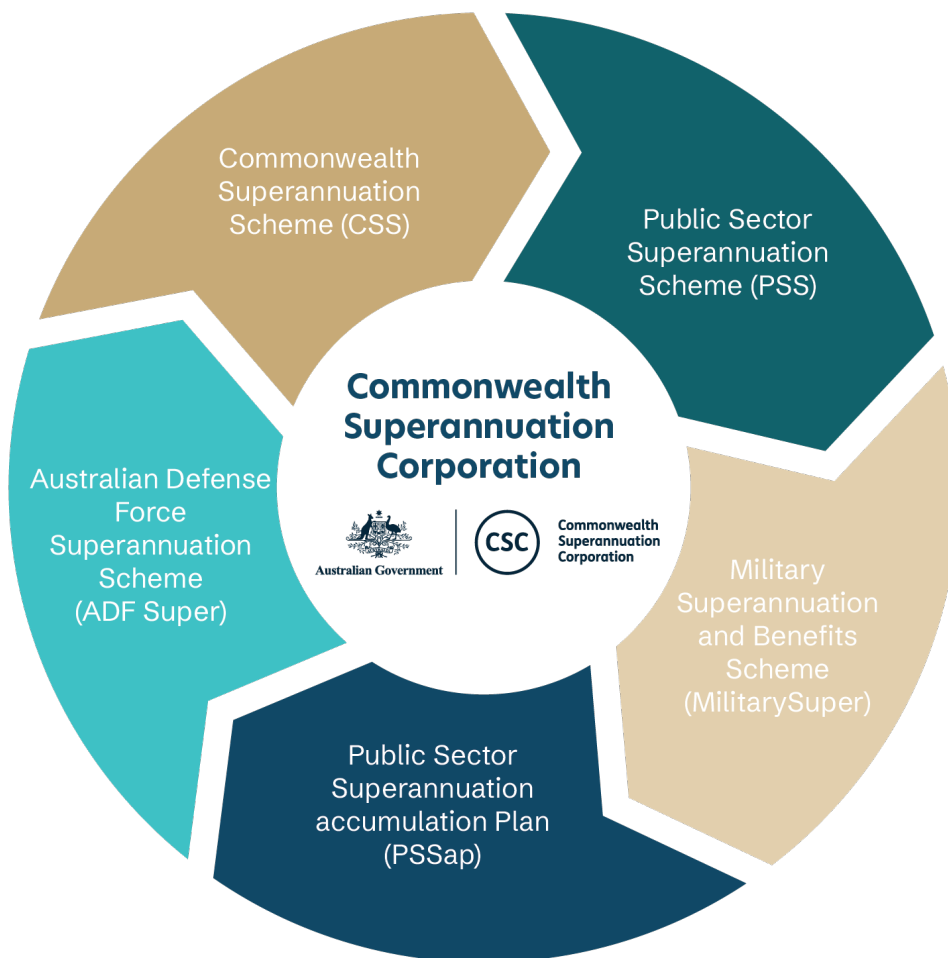 Commonwealth
Superannuation
Scheme (CSS)
Public Sector
Superannuation
Scheme (PSS)
Military
Superannuation
and Benefits
Scheme
(MilitarySuper)
Public Sector
Superannuation
accumulation Plan
(PSSap)
Australian Defense
Force
Superannuation
Scheme
(ADF Super)
Commonwealth
Superannuation
Corporation
Australian Government
CSC
Commonwealth
Superannuation
Corporation